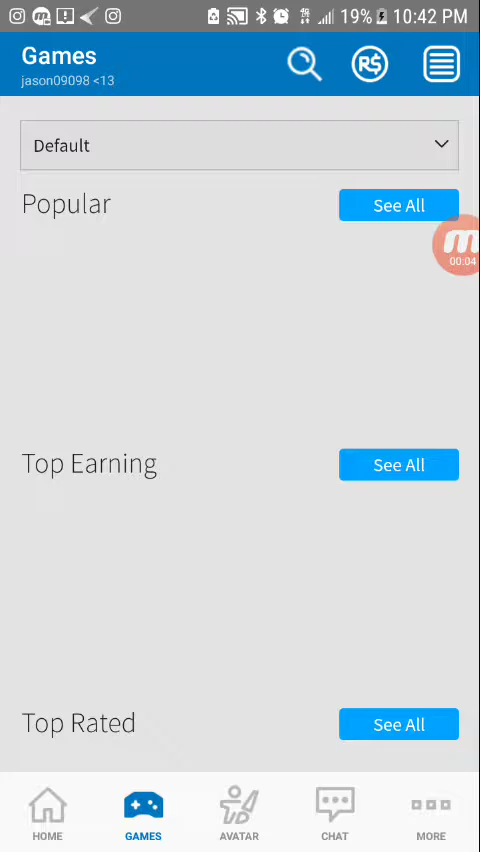 19% 10:42 PM
Games
jason09098 <13
R$
Default
Popular
See All
00:04
Top Earning
See All
Top Rated
See All
HOME
GAMES
AVATAR
CHAT
MORE